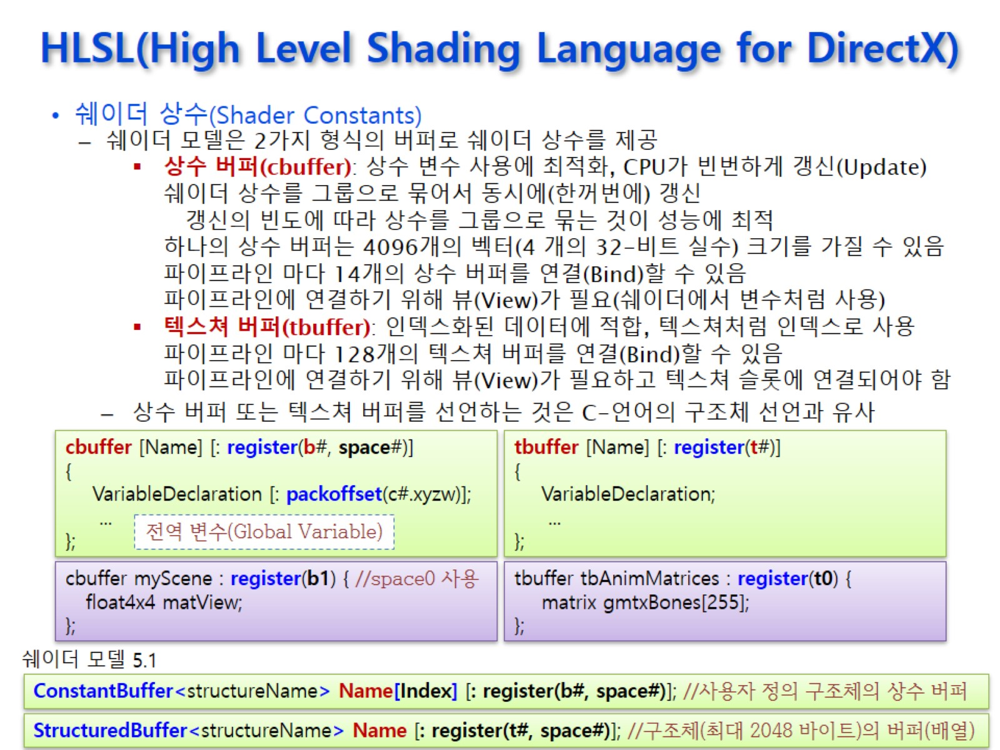 HLSL(High Level Shading Language for DirectX)
• 쉐이더 상수(Shader Constants)
– 쉐이더 모델은 2가지 형식의 버퍼로 쉐이더 상수를 제공
▪ 상수 버퍼(cbuffer): 상수 변수 사용에 최적화, CPU가 빈번하게 갱신(Update)
쉐이더 상수를 그룹으로 묶어서 동시에(한꺼번에) 갱신
갱신의 빈도에 따라 상수를 그룹으로 묶는 것이 성능에 최적
하나의 상수 버퍼는 4096개의 벡터(4 개의 32-비트 실수) 크기를 가질 수 있음
파이프라인 마다 14개의 상수 버퍼를 연결(Bind)할 수 있음
파이프라인에 연결하기 위해 뷰(View)가 필요(쉐이더에서 변수처럼 사용)
▪ 텍스쳐 버퍼(tbuffer): 인덱스화된 데이터에 적합, 텍스쳐처럼 인덱스로 사용
파이프라인 마다 128개의 텍스쳐 버퍼를 연결(Bind)할 수 있음
파이프라인에 연결하기 위해 뷰(View)가 필요하고 텍스쳐 슬롯에 연결되어야 함
– 상수 버퍼 또는 텍스쳐 버퍼를 선언하는 것은 C-언어의 구조체 선언과 유사
cbuffer [Name] [: register(b#, space#)]
{
VariableDeclaration [: packoffset(c#.xyzw)];
...
전역 변수(Global Variable)
};
tbuffer [Name] [: register(t#)]
{
VariableDeclaration;
...
};
cbuffer myScene : register(b1) { //space0 사용
float4x4 matView;
};
tbuffer tbAnimMatrices : register(t0) {
matrix gmtxBones[255];
};
쉐이더 모델 5.1
ConstantBuffer<structureName> Name[Index] [: register(b#, space#)]; //사용자 정의 구조체의 상수 버퍼
StructuredBuffer<structureName> Name [: register(t#, space#)]; //구조체(최대 2048 바이트)의 버퍼(배열)